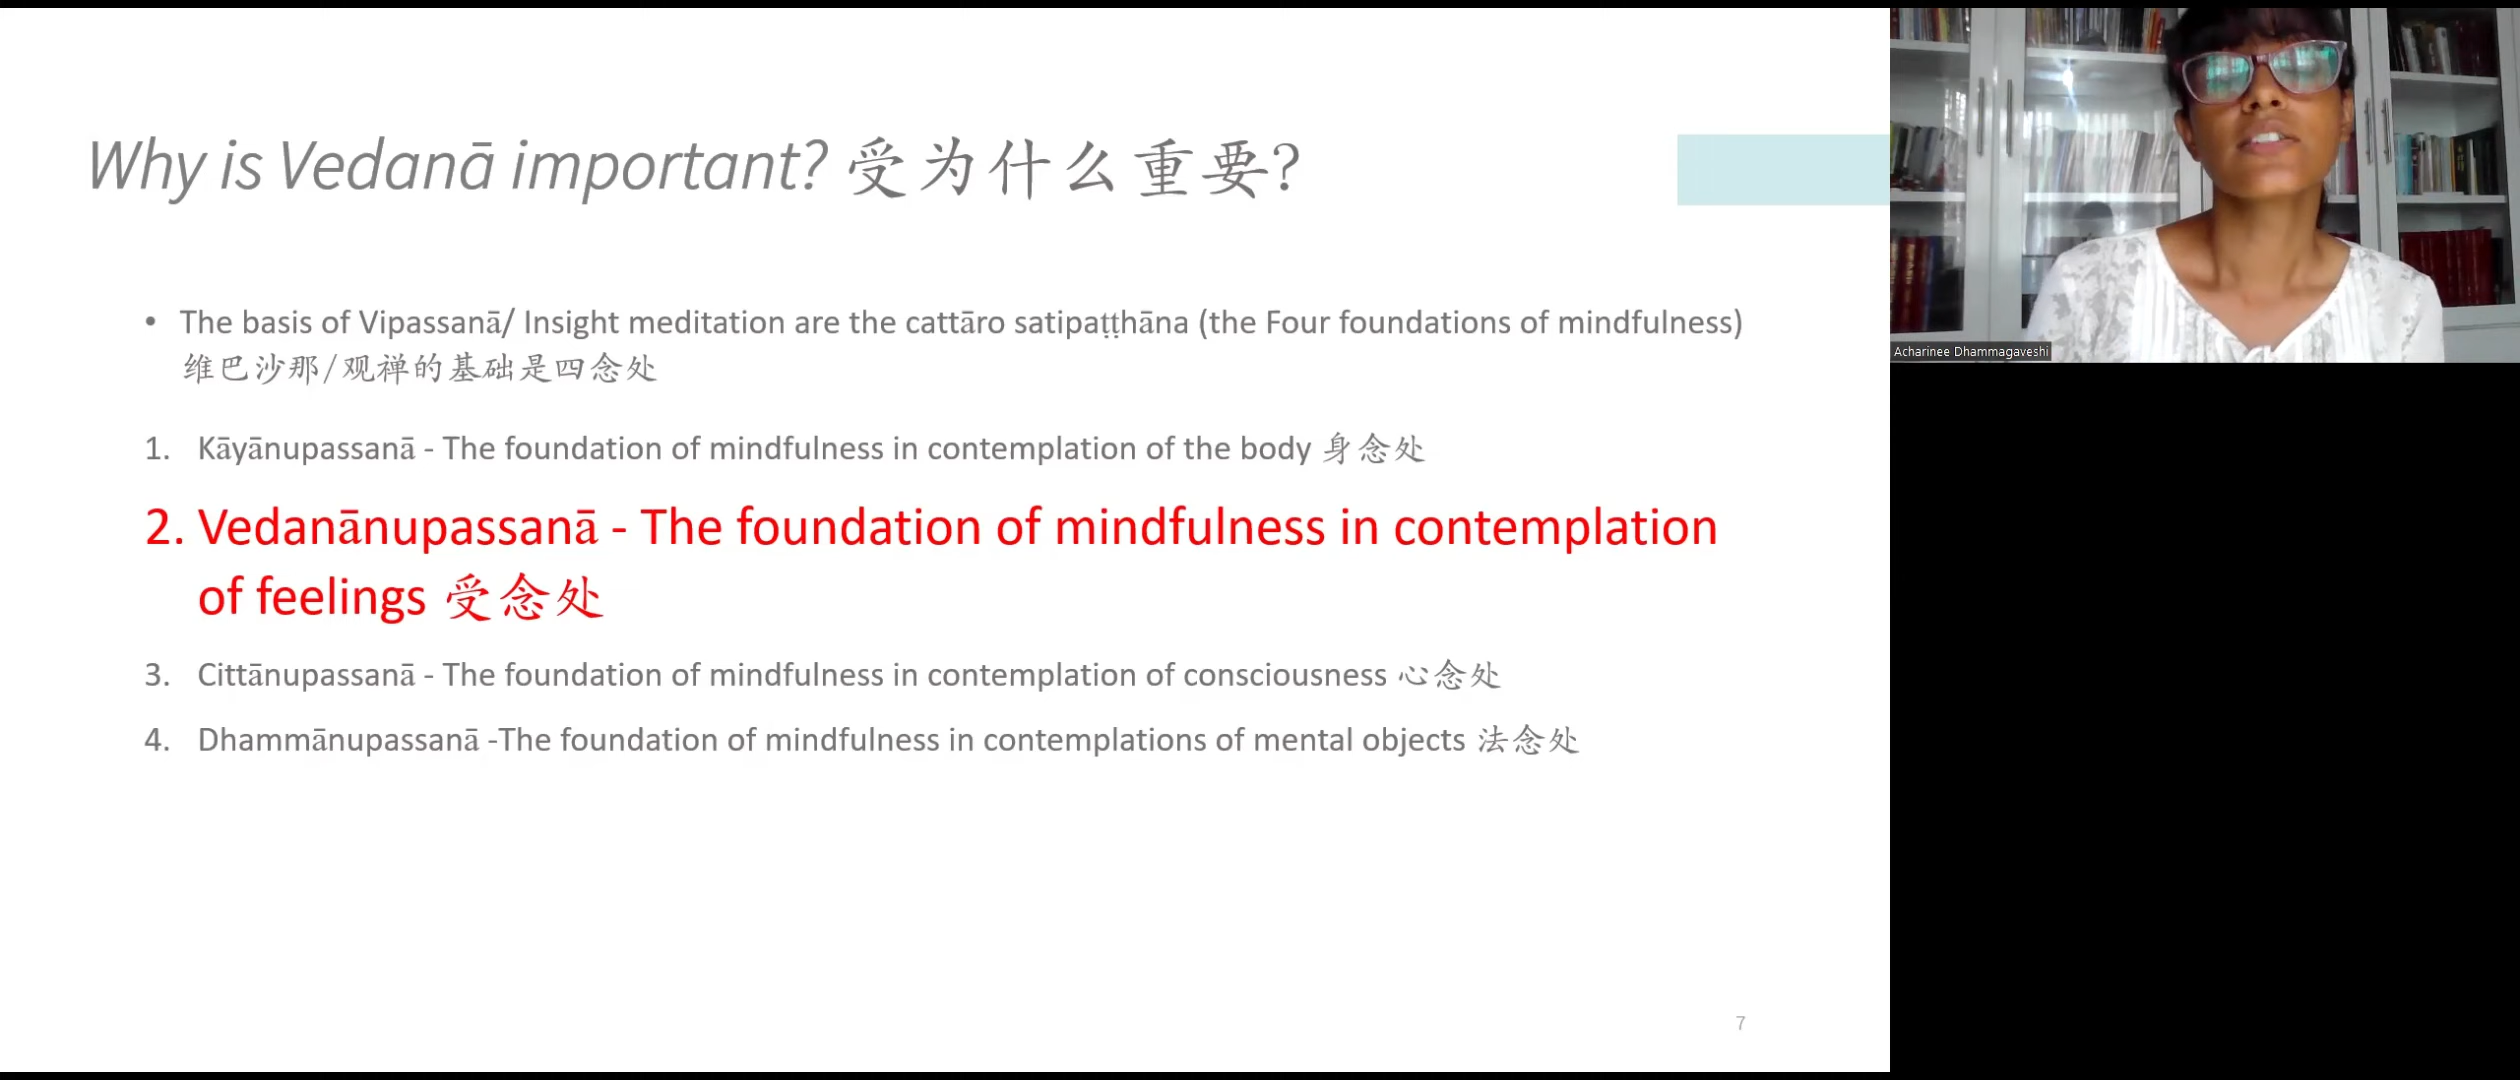 Why is Vedanā important? 受为什么重要?
• The basis of Vipassanā/ Insight meditation are the cattāro satipaṭṭhāna (the Four foundations of mindfulness)
维巴沙那/观禅的基础是四念处
1. Kāyānupassanā - The foundation of mindfulness in contemplation of the body 身念处
2. Vedanānupassanā - The foundation of mindfulness in contemplation
of feelings 受念处
3. Cittānupassanā - The foundation of mindfulness in contemplation of consciousness 心念处
4. Dhammānupassanā -The foundation of mindfulness in contemplations of mental objects 法念处
7
Acharinee Dhammagaveshi